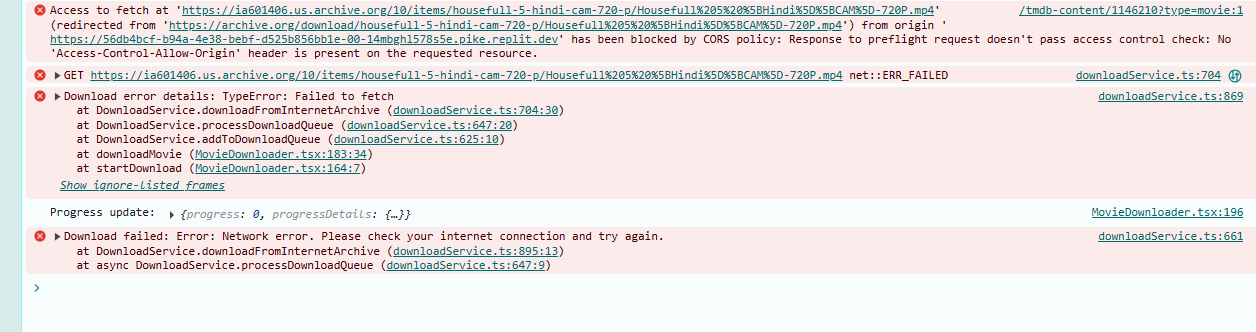 Access to fetch at 'https://ia601406.us.archive.org/10/items/housefull-5-hindi-cam-720-p/Housefull%205%20%5BHindi%5D%5BCAM%5D-720P.mp4' /tmdb-content/1146210?type=movie:1
(redirected from 'https://archive.org/download/housefull-5-hindi-cam-720-p/Housefull%205%20%5BHindi%5D%5BCAM%5D-720P.mp4') from origin '
https://56db4bcf-b94a-4e38-bebf-d525b856bb1e-00-14mbghl578s5e.pike.replit.dev' has been blocked by CORS policy: Response to preflight request doesn't pass access control check: No
'Access-Control-Allow-Origin' header is present on the requested resource.
GET https://ia601406.us.archive.org/10/items/housefull-5-hindi-cam-720-p/Housefull%205%20%5BHindi%5D%5BCAM%5D-720P.mp4 net::ERR_FAILED downloadService.ts:704
Download error details: TypeError: Failed to fetch downloadService.ts:869
at DownloadService.downloadFromInternetArchive (downloadService.ts:704:30)
at DownloadService.processDownloadQueue (downloadService.ts:647:20)
at DownloadService.addToDownloadQueue (downloadService.ts:625:10)
at downloadMovie (MovieDownloader.tsx:183:34)
at startDownload (MovieDownloader.tsx:164:7)
Show ignore-listed frames
Progress update: {progress: 0, progressDetails: {…}} MovieDownloader.tsx:196
Download failed: Error: Network error. Please check your internet connection and try again. downloadService.ts:661
at DownloadService.downloadFromInternetArchive (downloadService.ts:895:13)
at async DownloadService.processDownloadQueue (downloadService.ts:647:9)